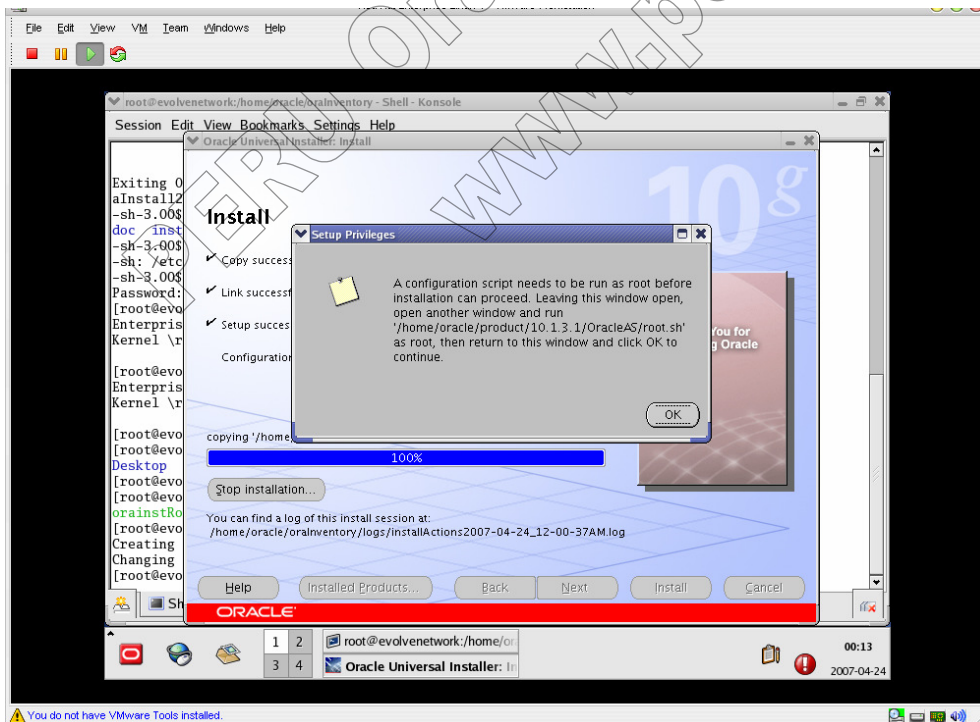 File Edit View VM Team Windows Help
root@evolvenetwork:/home/oracle/oraInventory - Shell - Konsole
Session Edit View Bookmarks Settings Help
Oracle Universal Installer: Install
Exiting O
aInstall2
-sh-3.00$
doc inst
-sh-3.00$
-sh: /etc
-sh-3.00$
Password:
[root@evo
Enterpris
Kernel \r
[root@evo
Enterpris
Kernel \r
[root@evo
[root@evo
Desktop
[root@evo
[root@evo
orainstRo
[root@evo
Creating
Changing
[root@evo
Install
10g
Copy success
Link successf
Setup succes
Configuration
Setup Privileges
A configuration script needs to be run as root before
installation can proceed. Leaving this window open,
open another window and run
'/home/oracle/product/10.1.3.1/OracleAS/root.sh'
as root, then return to this window and click OK to
continue.
OK
You for
g Oracle
copying '/home/
100%
Stop installation...
You can find a log of this install session at:
/home/oracle/oraInventory/logs/installActions2007-04-24_12-00-37AM.log
Help Installed Products... Back Next Install Cancel
ORACLE
Sh
1 2
3 4
root@evolvenetwork:/home/or
Oracle Universal Installer: In
00:13
2007-04-24
You do not have VMware Tools installed.